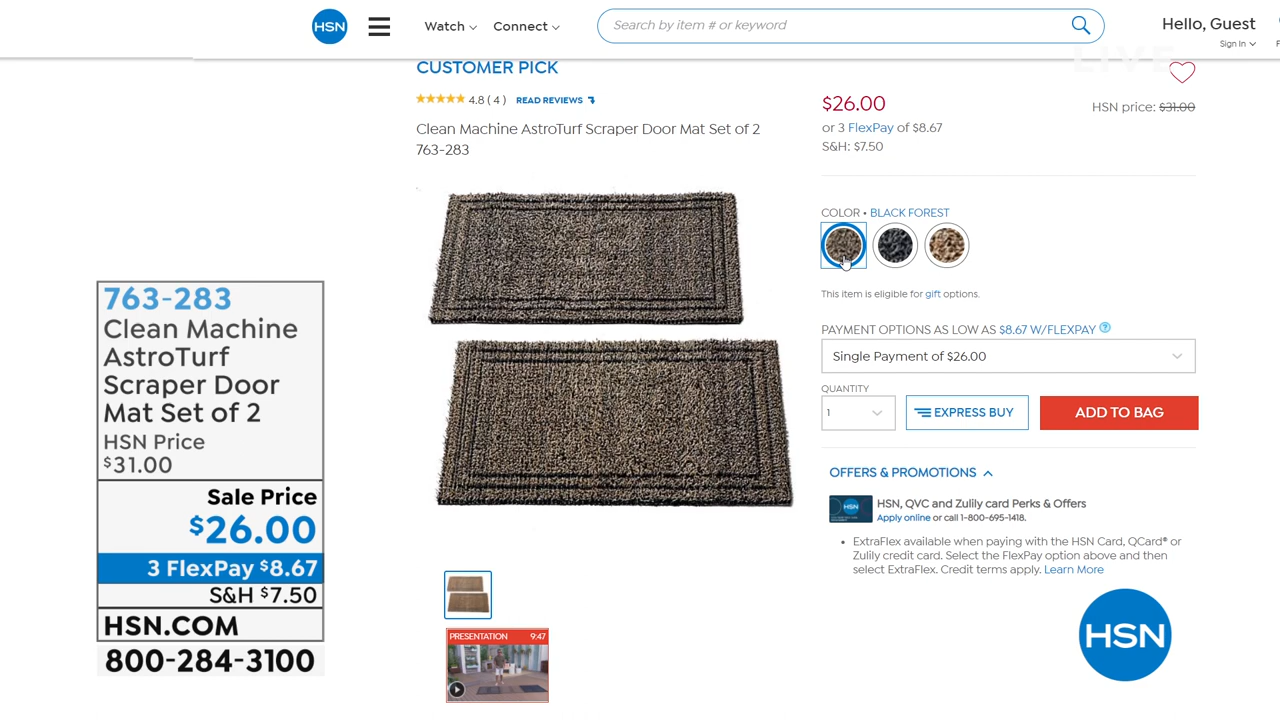 HSN
Watch
Connect
Search by item # or keyword
Hello, Guest
Sign In
F
LIVE
CUSTOMER PICK
4.8 ( 4 )
READ REVIEWS
Clean Machine AstroTurf Scraper Door Mat Set of 2
763-283
$26.00
HSN price: $31.00
or 3 FlexPay of $8.67
S&H: $7.50
COLOR • BLACK FOREST
This item is eligible for gift options.
PAYMENT OPTIONS AS LOW AS $8.67 W/FLEXPAY ?
Single Payment of $26.00
QUANTITY
1
EXPRESS BUY
ADD TO BAG
OFFERS & PROMOTIONS
HSN
HSN, QVC and Zulily card Perks & Offers
Apply online or call 1-800-695-1418.
• ExtraFlex available when paying with the HSN Card, QCard® or
Zulily credit card. Select the FlexPay option above and then
select ExtraFlex. Credit terms apply. Learn More
PRESENTATION 9:47
HSN
763-283
Clean Machine
AstroTurf
Scraper Door
Mat Set of 2
HSN Price
$31.00
Sale Price
$26.00
3 FlexPay $8.67
S&H $7.50
HSN.COM
800-284-3100